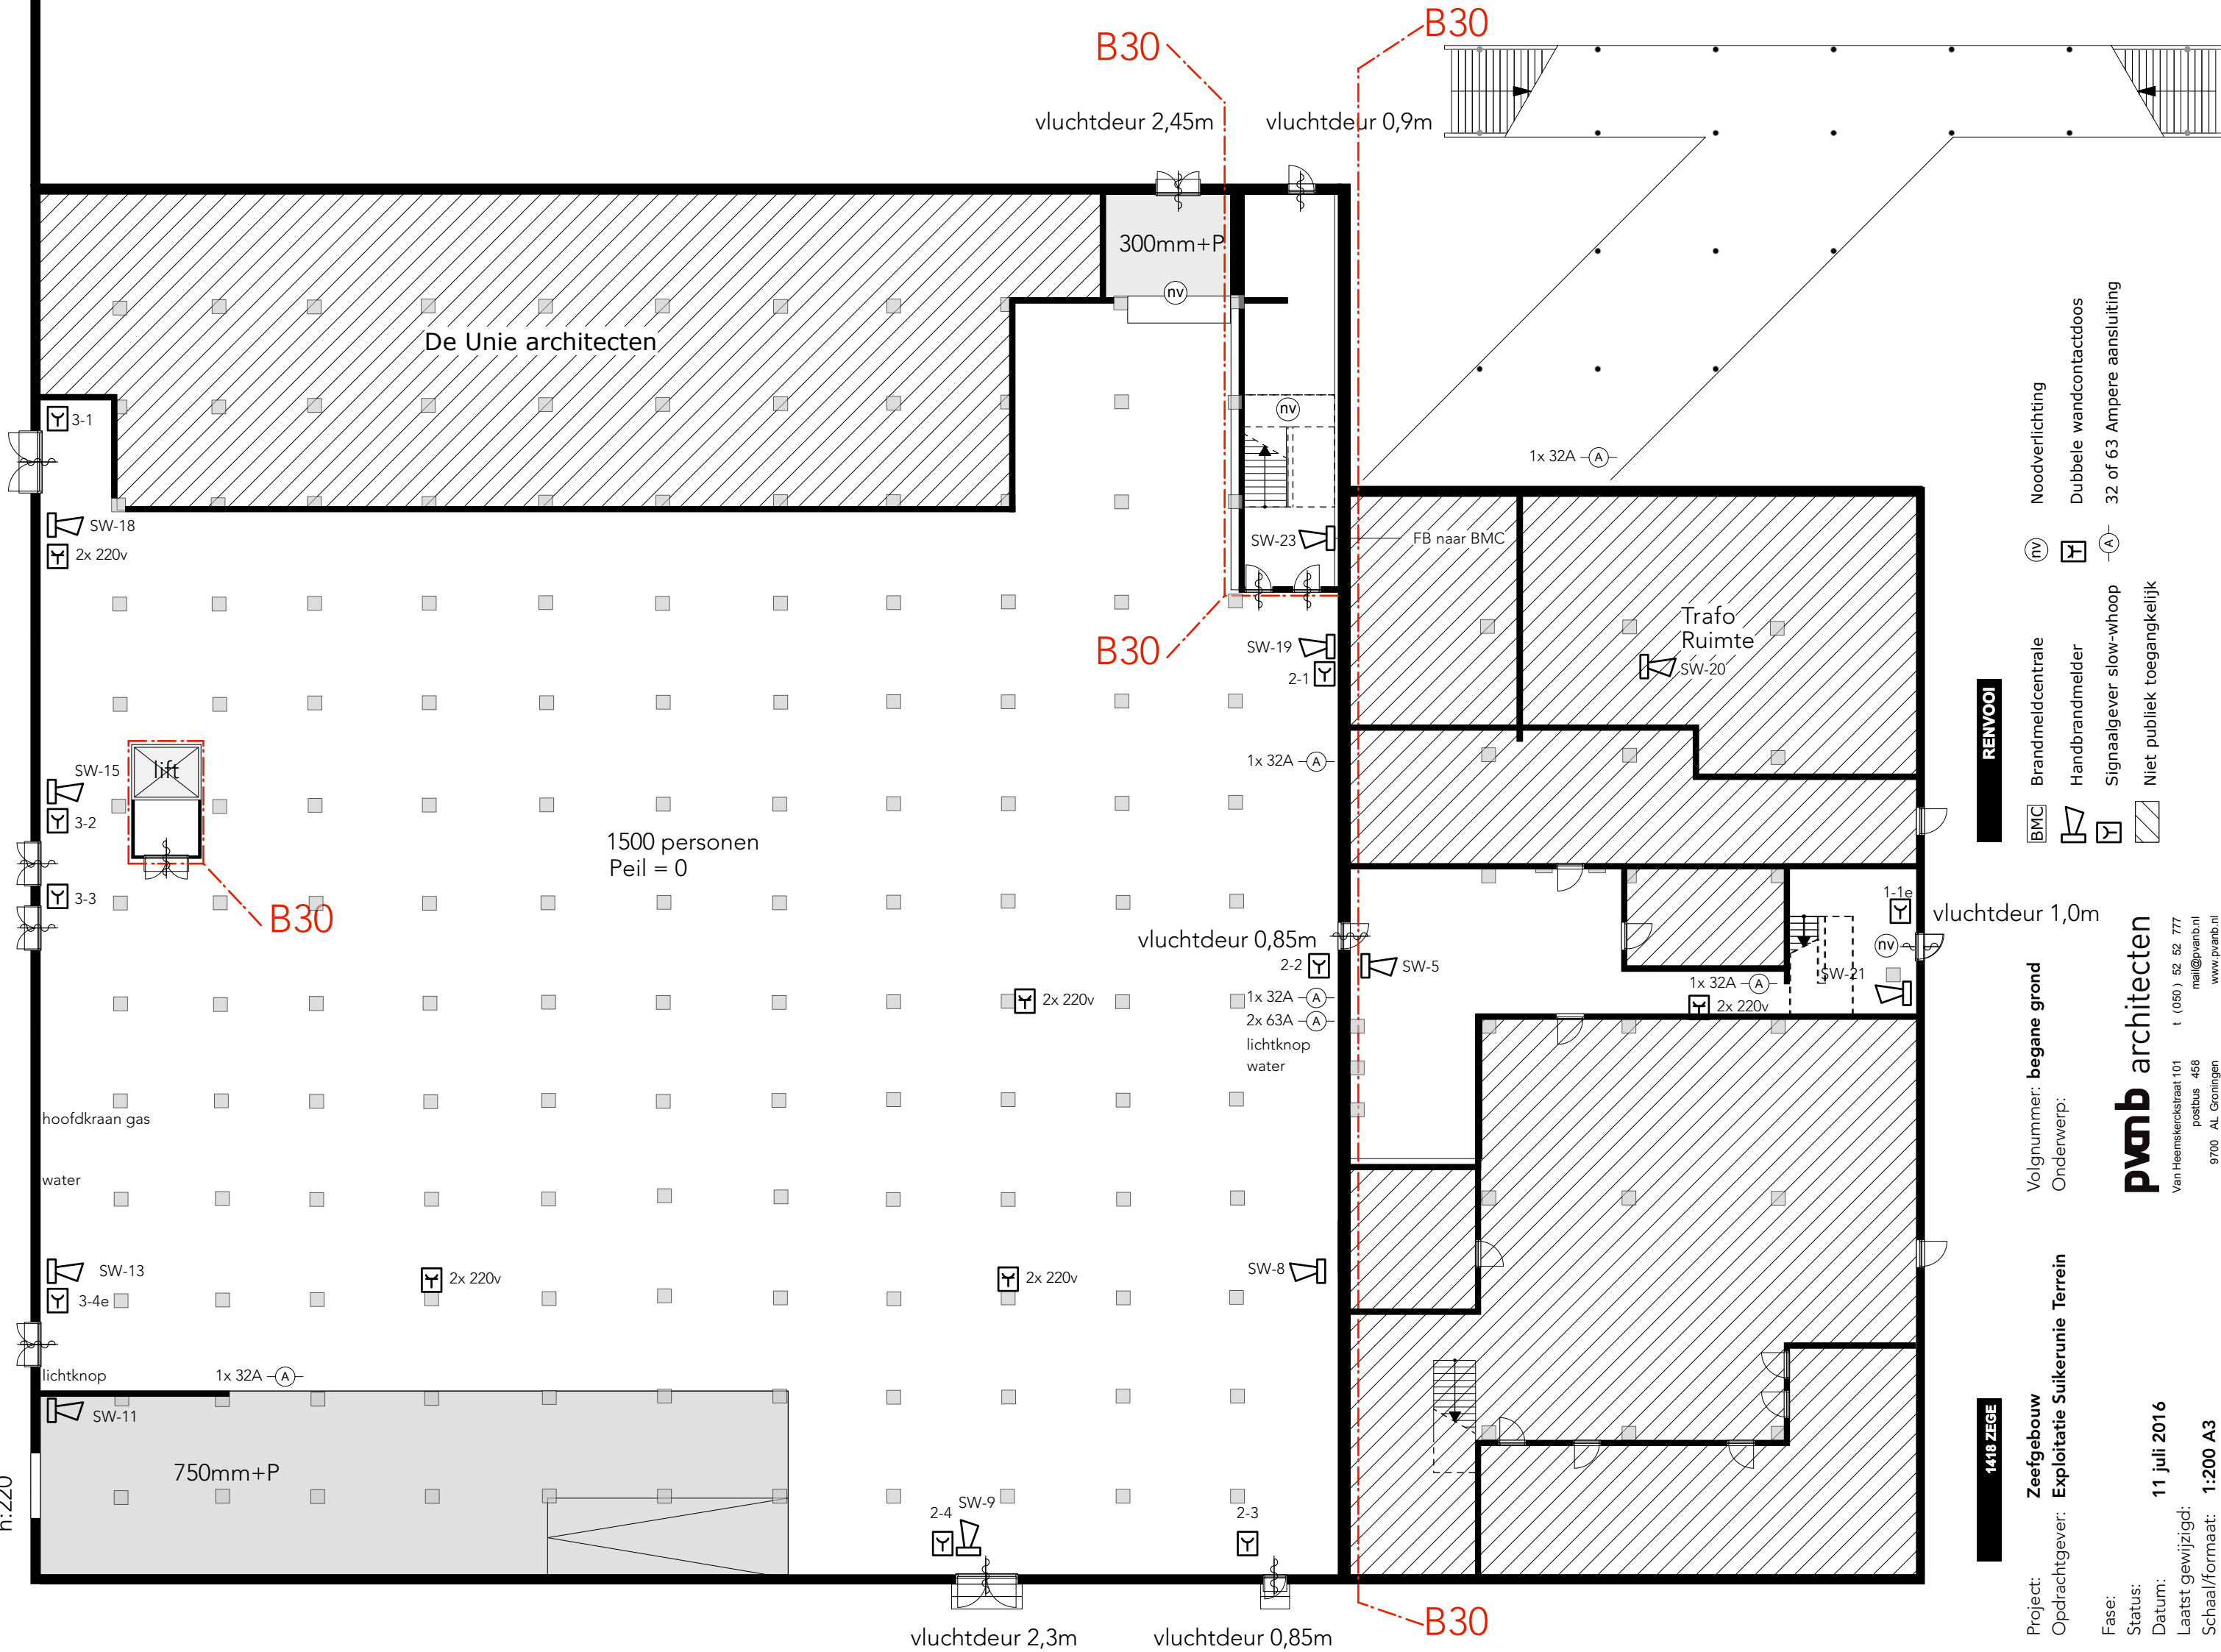 B30
B30
vluchtdeur 2,45m
vluchtdeur 0,9m
300mm+P
nv
De Unie architecten
nv
3-1
1x 32A
A
SW-18
2x 220v
SW-23
FB naar BMC
B30
SW-19
2-1
Trafo
Ruimte
SW-20
SW-15
lift
3-2
1x 32A
A
1500 personen
Peil = 0
3-3
B30
1-1e
vluchtdeur 1,0m
vluchtdeur 0,85m
nv
2-2
SW-5
SW-21
2x 220v
1x 32A
A
2x 63A
A
lichtknop
water
1x 32A
A
2x 220v
hoofdkraan gas
water
SW-13
3-4e
2x 220v
2x 220v
SW-8
lichtknop
1x 32A
A
SW-11
750mm+P
h:220
2-4
SW-9
2-3
B30
vluchtdeur 2,3m
vluchtdeur 0,85m
RENVOOI
BMC
Brandmeldcentrale
nv
Noodverlichting
Handbrandmelder
Dubbele wandcontactdoos
Signaalgever slow-whoop
A
32 of 63 Ampere aansluiting
Niet publiek toegangkelijk
1418 ZEGE
Project: Zeefgebouw
Opdrachtgever: Exploitatie Suikerunie Terrein
Volgnummer: begane grond
Onderwerp:
Fase:
Status:
Datum: 11 juli 2016
Laatst gewijzigd:
Schaal/formaat: 1:200 A3
pvanb architecten
Van Heemskerckstraat 101 t (050) 52 52 777
postbus 458 mail@pvanb.nl
9700 AL Groningen www.pvanb.nl